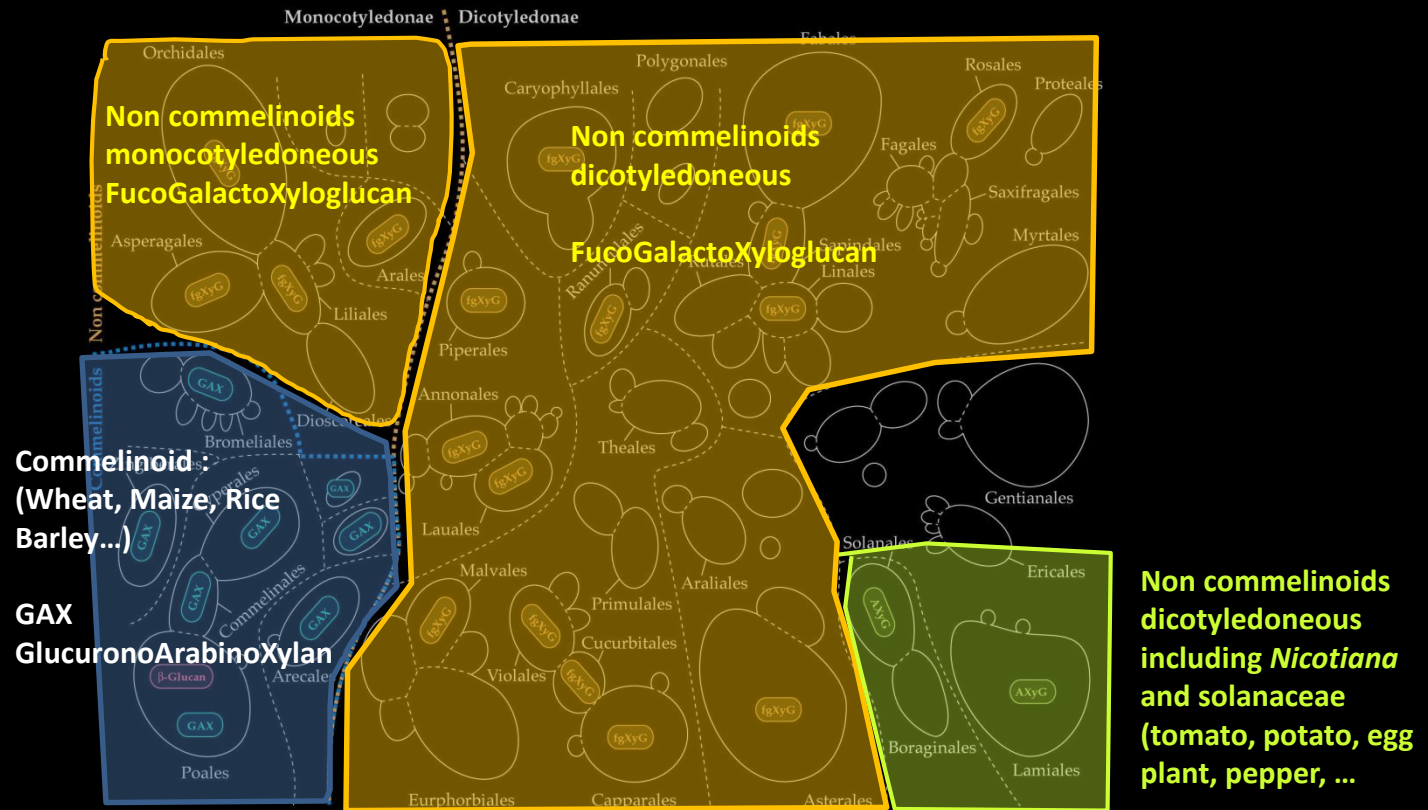 Monocotyledonae
Dicotyledonae
Orchidales
Non commelinoids
monocotyledoneous
FucoGalactoXyloglucan
fgXyG
Asperagales
fgXyG
fgXyG
Arales
Liliales
Dioscoreales
Non commelinoids
Caryophyllales
fgXyG
Polygonales
Fabales
fgXyG
Rosales
fgXyG
Proteales
Fagales
Saxifragales
Myrtales
Non commelinoids
dicotyledoneous
FucoGalactoXyloglucan
Sapindales
Rutales
Linales
fgXyG
fgXyG
Piperales
fgXyG
Annonales
fgXyG
fgXyG
Lauales
Theales
Gentianales
Ericales
Solanales
AXyG
AXyG
Boraginales
Lamiales
Malvales
fgXyG
Primulales
Araliales
fgXyG
Violales
Cucurbitales
fgXyG
fgXyG
fgXyG
Eurphorbiales
Capparales
Asterales
Commelinoids
GAX
Bromeliales
Commelinoid :
(Wheat, Maize, Rice
Barley…)
GAX
GlucuronoArabinoXylan
GAX
GAX
GAX
GAX
GAX
GAX
Commelinales
Arecales
β-Glucan
GAX
Poales
Non commelinoids
dicotyledoneous
including Nicotiana
and solanaceae
(tomato, potato, egg
plant, pepper, …